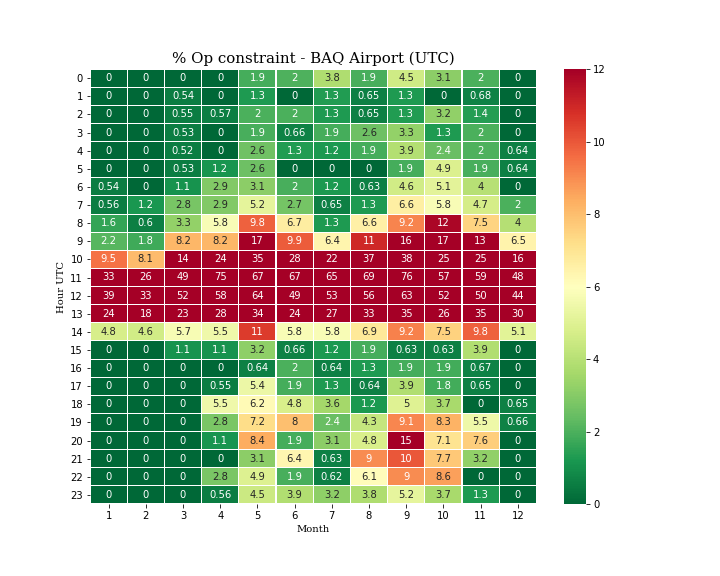 % Op constraint - BAQ Airport (UTC)
0 0 0 0 0 1.9 2 3.8 1.9 4.5 3.1 2 0
1 0 0 0.54 0 1.3 0 1.3 0.65 1.3 0 0.68 0
2 0 0 0.55 0.57 2 2 1.3 0.65 1.3 3.2 1.4 0
3 0 0 0.53 0 1.9 0.66 1.9 2.6 3.3 1.3 2 0
4 0 0 0.52 0 2.6 1.3 1.2 1.9 3.9 2.4 2 0.64
5 0 0 0.53 1.2 2.6 0 0 0 1.9 4.9 1.9 0.64
6 0.54 0 1.1 2.9 3.1 2 1.2 0.63 4.6 5.1 4 0
7 0.56 1.2 2.8 2.9 5.2 2.7 0.65 1.3 6.6 5.8 4.7 2
8 1.6 0.6 3.3 5.8 9.8 6.7 1.3 6.6 9.2 12 7.5 4
9 2.2 1.8 8.2 8.2 17 9.9 6.4 11 16 17 13 6.5
10 9.5 8.1 14 24 35 28 22 37 38 25 25 16
11 33 26 49 75 67 67 65 69 76 57 59 48
12 39 33 52 58 64 49 53 56 63 52 50 44
13 24 18 23 28 34 24 27 33 35 26 35 30
14 4.8 4.6 5.7 5.5 11 5.8 5.8 6.9 9.2 7.5 9.8 5.1
15 0 0 1.1 1.1 3.2 0.66 1.2 1.9 0.63 0.63 3.9 0
16 0 0 0 0 0.64 2 0.64 1.3 1.9 1.9 0.67 0
17 0 0 0 0.55 5.4 1.9 1.3 0.64 3.9 1.8 0.65 0
18 0 0 0 5.5 6.2 4.8 3.6 1.2 5 3.7 0 0.65
19 0 0 0 2.8 7.2 8 2.4 4.3 9.1 8.3 5.5 0.66
20 0 0 0 1.1 8.4 1.9 3.1 4.8 15 7.1 7.6 0
21 0 0 0 0 3.1 6.4 0.63 9 10 7.7 3.2 0
22 0 0 0 2.8 4.9 1.9 0.62 6.1 9 8.6 0 0
23 0 0 0 0.56 4.5 3.9 3.2 3.8 5.2 3.7 1.3 0
1 2 3 4 5 6 7 8 9 10 11 12
Month
Hour UTC
12
10
8
6
4
2
0